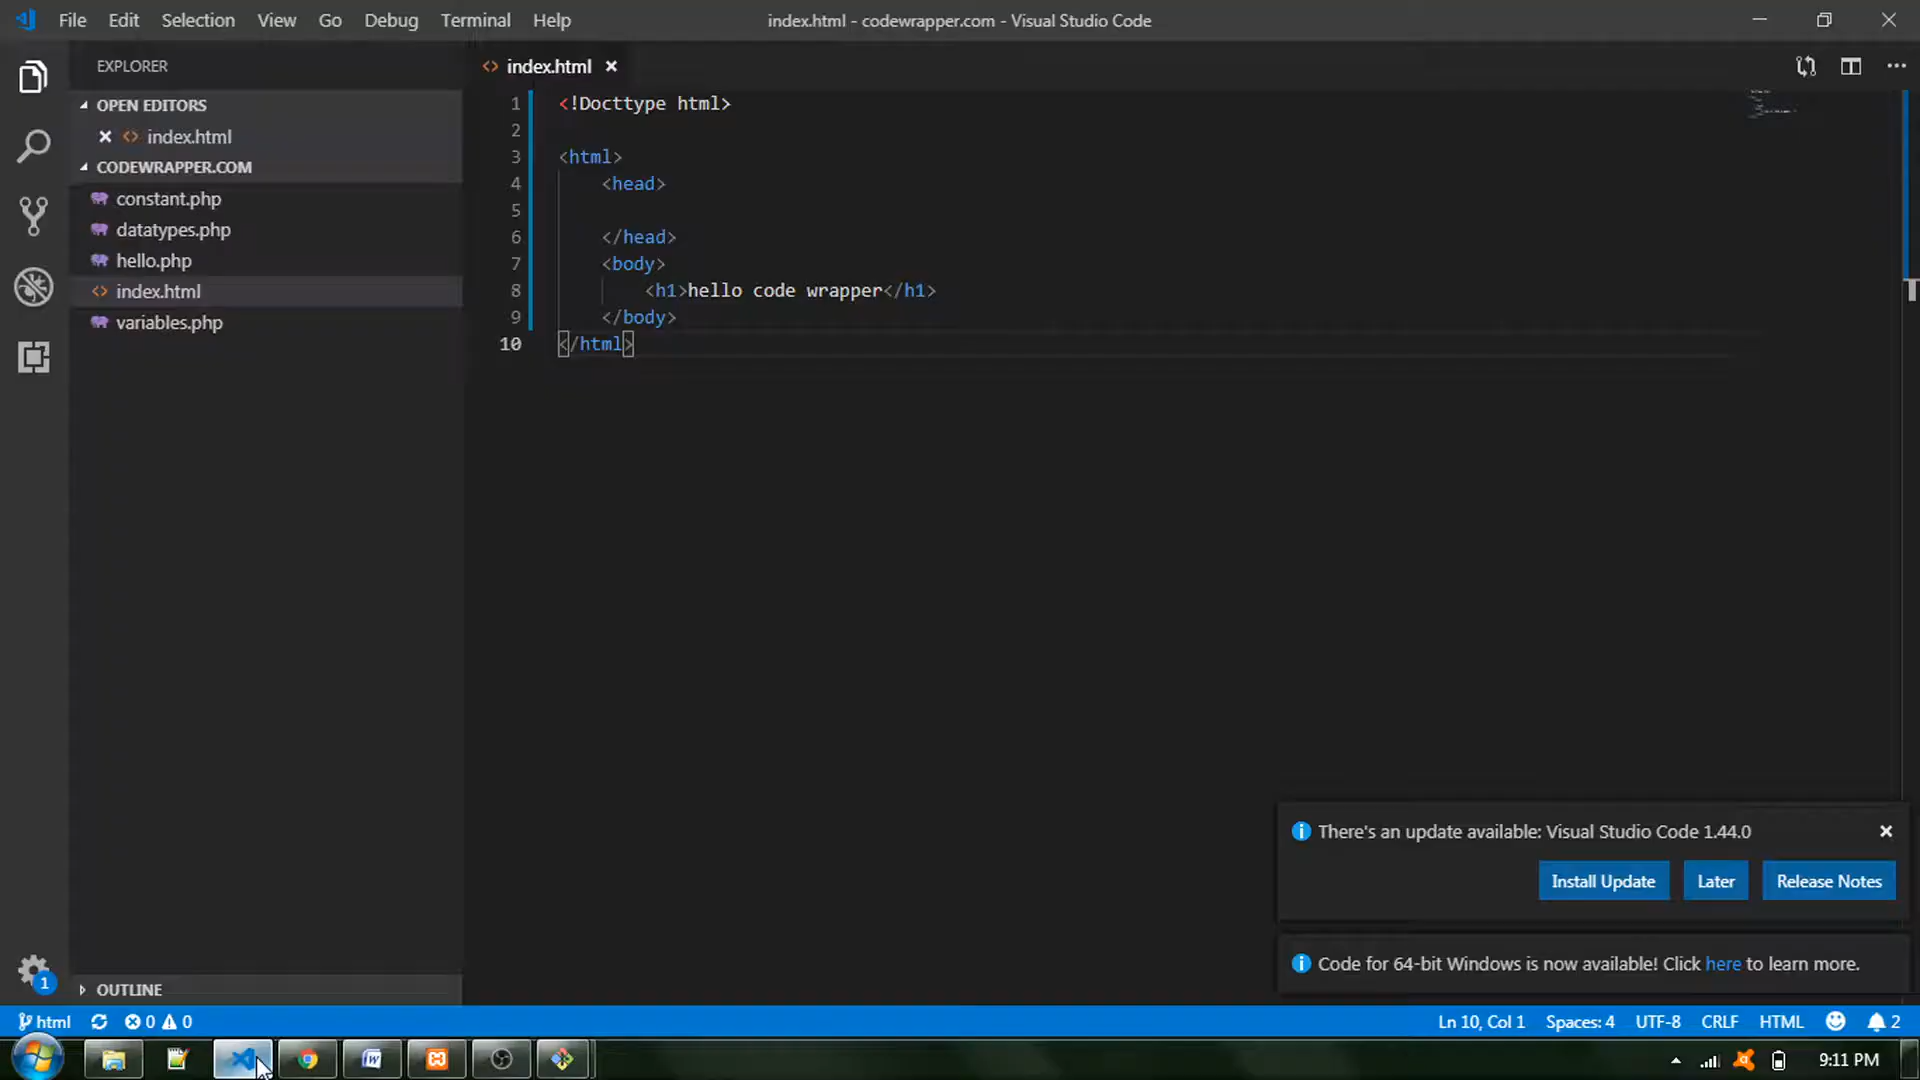 File Edit Selection View Go Debug Terminal Help
index.html - codewrapper.com - Visual Studio Code
EXPLORER
OPEN EDITORS
index.html
CODEWRAPPER.COM
constant.php
datatypes.php
hello.php
index.html
variables.php
OUTLINE
index.html
1 <!Docttype html>
2
3 <html>
4 <head>
5
6 </head>
7 <body>
8 <h1>hello code wrapper</h1>
9 </body>
10 </html>
There's an update available: Visual Studio Code 1.44.0
Install Update Later Release Notes
Code for 64-bit Windows is now available! Click here to learn more.
1
html 0 0 Ln 10, Col 1 Spaces: 4 UTF-8 CRLF HTML 2
9:11 PM